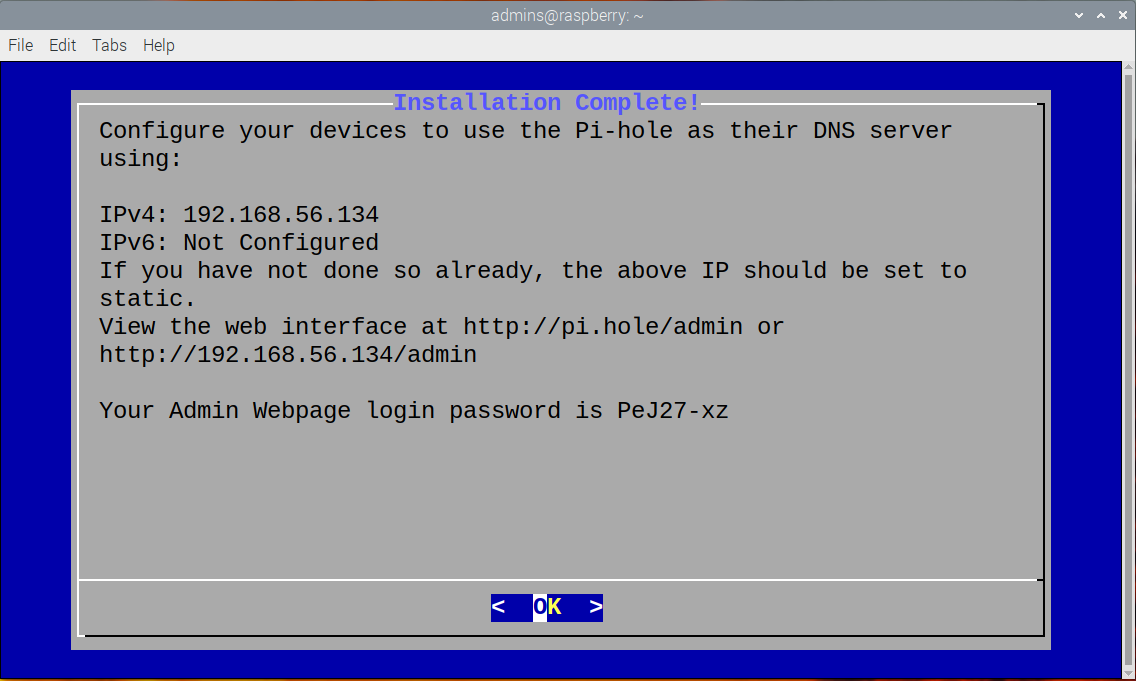 admins@raspberry: ~
File Edit Tabs Help
Installation Complete!
Configure your devices to use the Pi-hole as their DNS server
using:
IPv4: 192.168.56.134
IPv6: Not Configured
If you have not done so already, the above IP should be set to
static.
View the web interface at http://pi.hole/admin or
http://192.168.56.134/admin
Your Admin Webpage login password is PeJ27-xz
< OK >